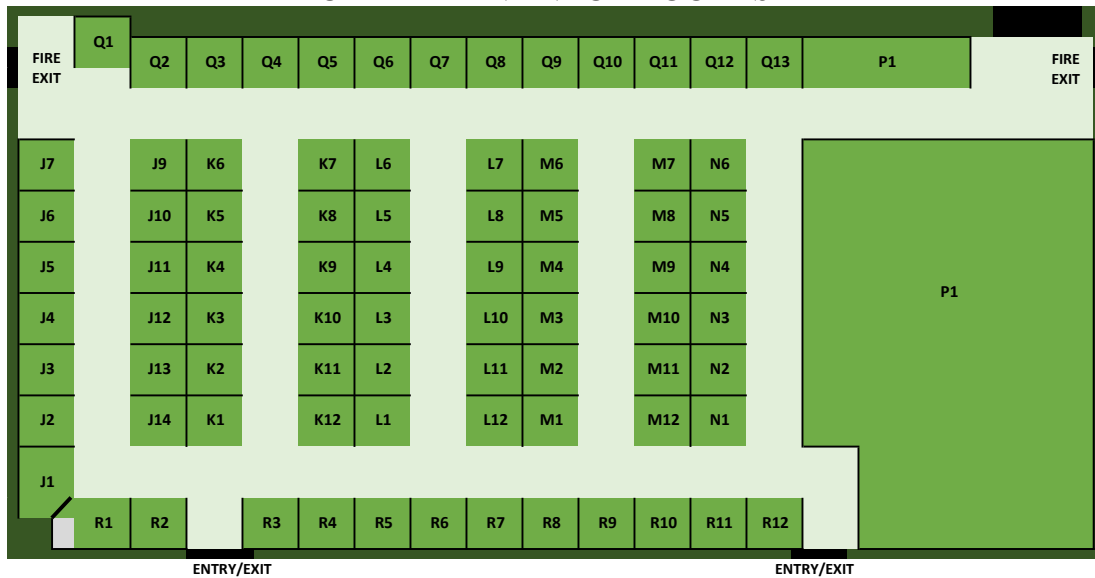 Q1
FIRE
EXIT
Q2 Q3 Q4 Q5 Q6 Q7 Q8 Q9 Q10 Q11 Q12 Q13 P1
FIRE
EXIT
J7 J9 K6 K7 L6 L7 M6 M7 N6
J6 J10 K5 K8 L5 L8 M5 M8 N5
J5 J11 K4 K9 L4 L9 M4 M9 N4
P1
J4 J12 K3 K10 L3 L10 M3 M10 N3
J3 J13 K2 K11 L2 L11 M2 M11 N2
J2 J14 K1 K12 L1 L12 M1 M12 N1
J1
R1 R2 R3 R4 R5 R6 R7 R8 R9 R10 R11 R12
ENTRY/EXIT ENTRY/EXIT